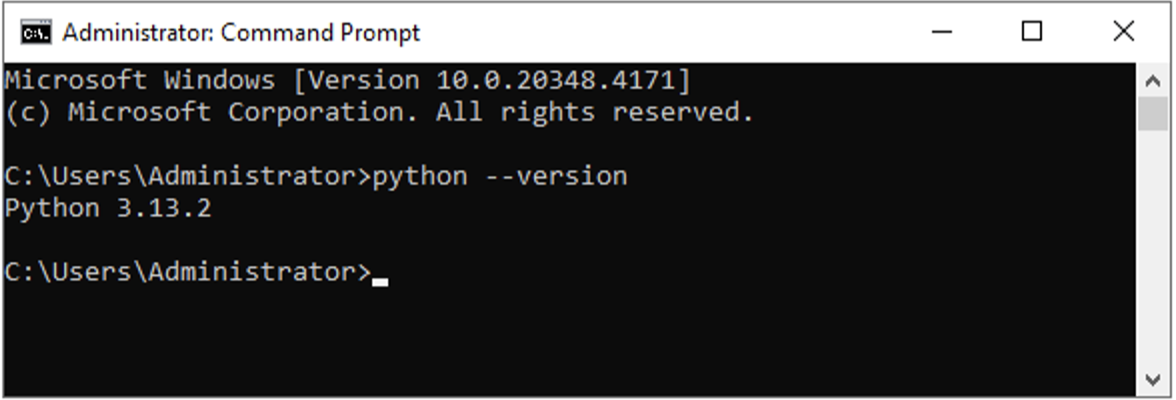 Administrator: Command Prompt
Microsoft Windows [Version 10.0.20348.4171]
(c) Microsoft Corporation. All rights reserved.
C:\Users\Administrator>python --version
Python 3.13.2
C:\Users\Administrator>